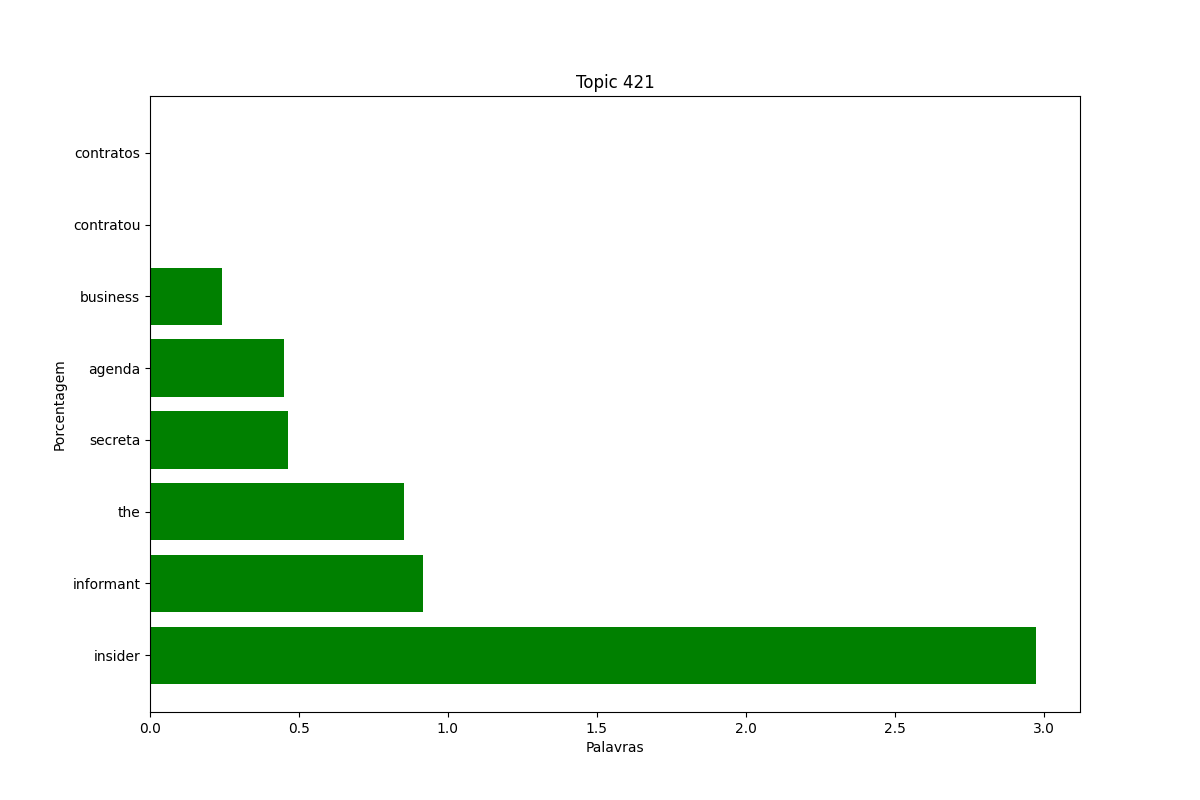 Topic 421
contratos
contratou
business
agenda
secreta
the
informant
insider
Porcentagem
0.0 0.5 1.0 1.5 2.0 2.5 3.0
Palavras